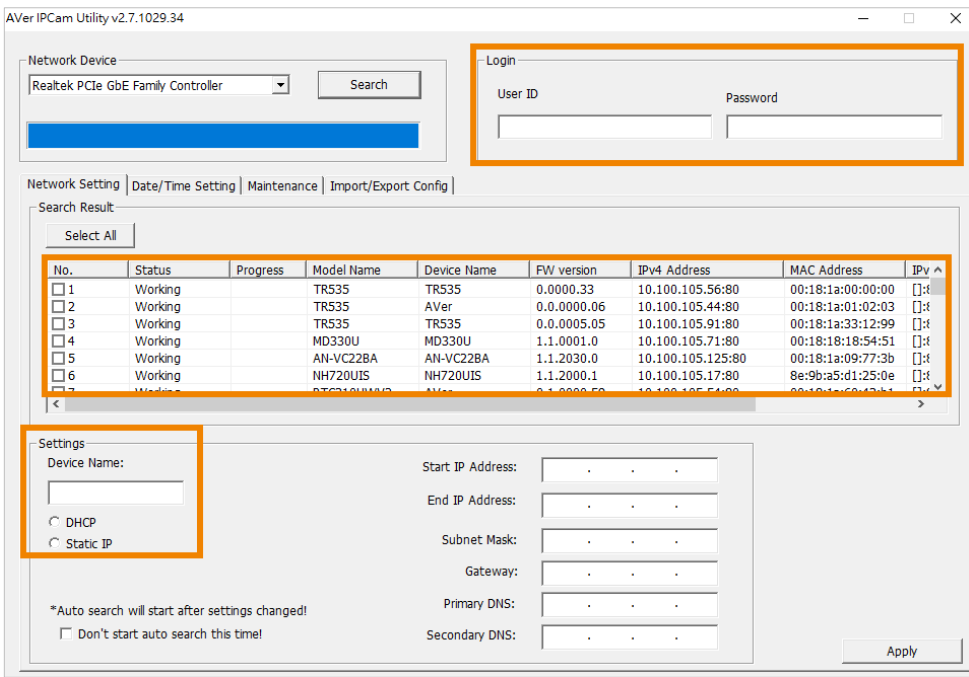 AVer IPCam Utility v2.7.1029.34
Network Device
Realtek PCIe GbE Family Controller
Search
Login
User ID
Password
Network Setting
Date/Time Setting
Maintenance
Import/Export Config
Search Result
Select All
No. Status Progress Model Name Device Name FW version IPv4 Address MAC Address IPv
1 Working TR535 TR535 0.0000.33 10.100.105.56:80 00:18:1a:00:00:00 []:8
2 Working TR535 AVer 0.0.0000.06 10.100.105.44:80 00:18:1a:01:02:03 []:8
3 Working TR535 TR535 0.0.0005.05 10.100.105.91:80 00:18:1a:33:12:99 []:8
4 Working MD330U MD330U 1.1.0001.0 10.100.105.71:80 00:18:18:18:54:51 []:8
5 Working AN-VC22BA AN-VC22BA 1.1.2030.0 10.100.105.125:80 00:18:1a:09:77:3b []:8
6 Working NH720UIS NH720UIS 1.1.2000.1 10.100.105.17:80 8e:9b:a5:d1:25:0e []:8
Working AVer
Settings
Device Name:
DHCP
Static IP
*Auto search will start after settings changed!
Don't start auto search this time!
Start IP Address:
End IP Address:
Subnet Mask:
Gateway:
Primary DNS:
Secondary DNS:
Apply